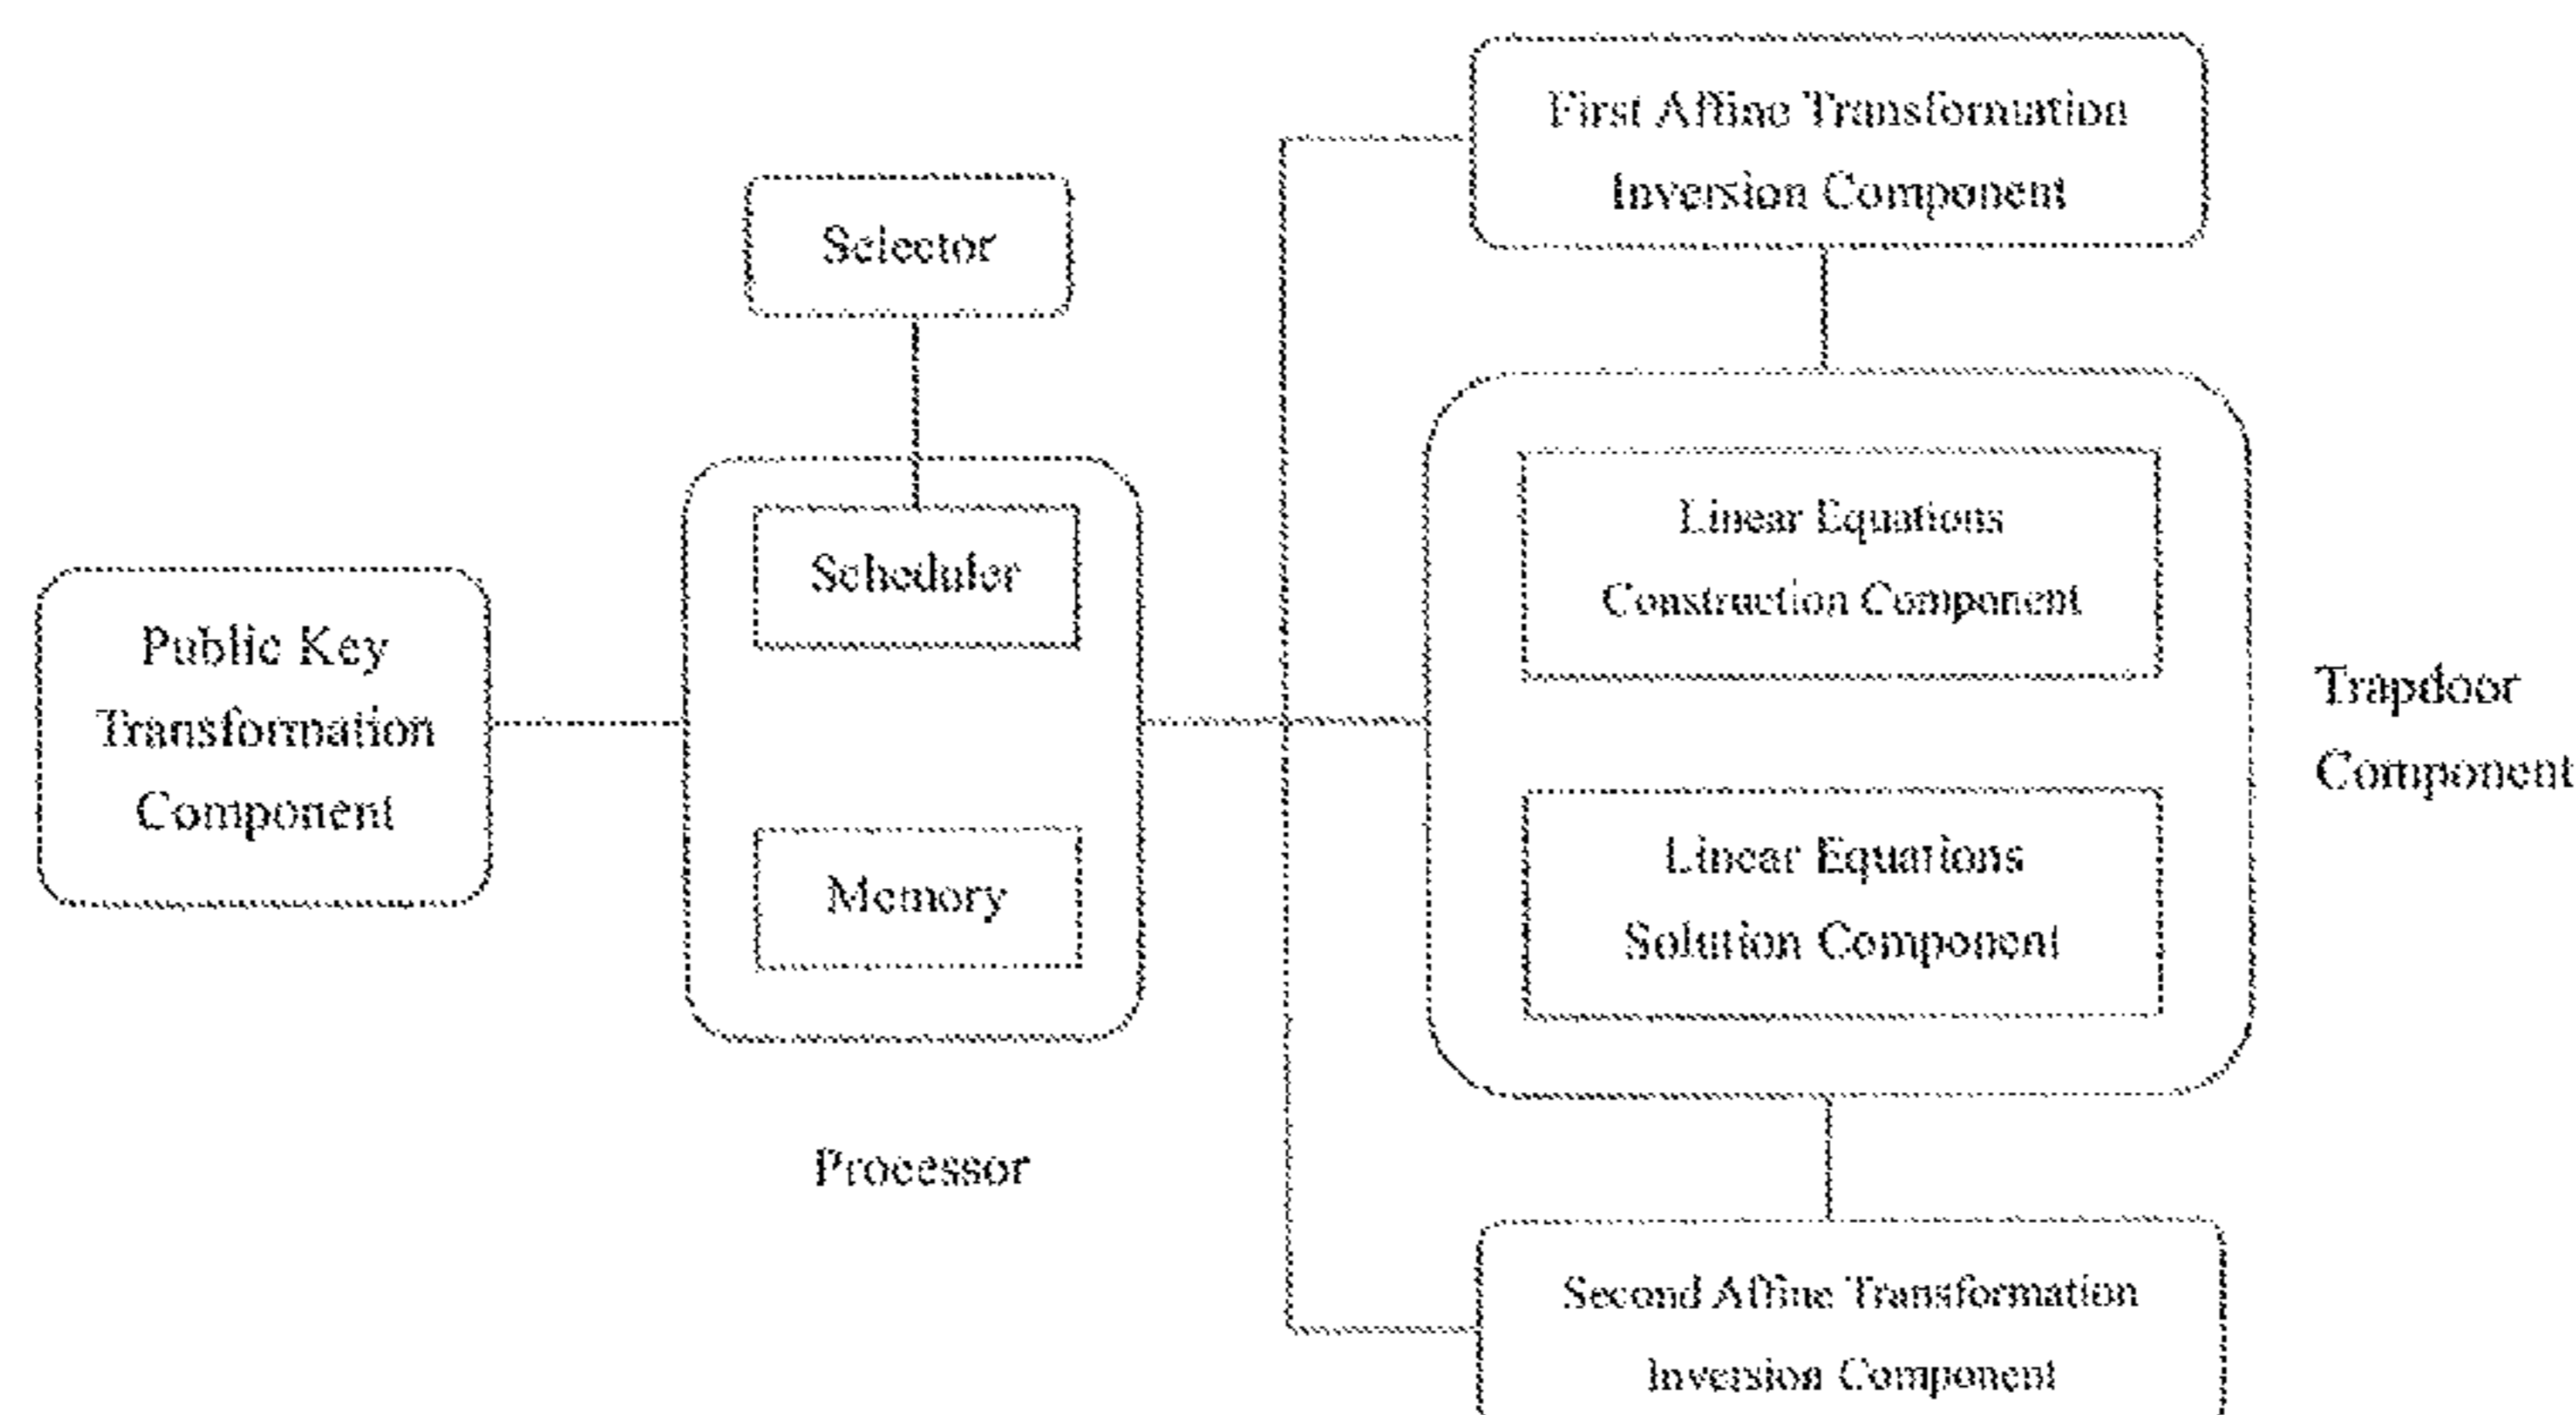 Public Key
Transformation
Component
Selector
Scheduler
Memory
Processor
First Affine Transformation
Inversion Component
Linear Equations
Construction Component
Linear Equations
Solution Component
Trapdoor
Component
Second Affine Transformation
Inversion Component